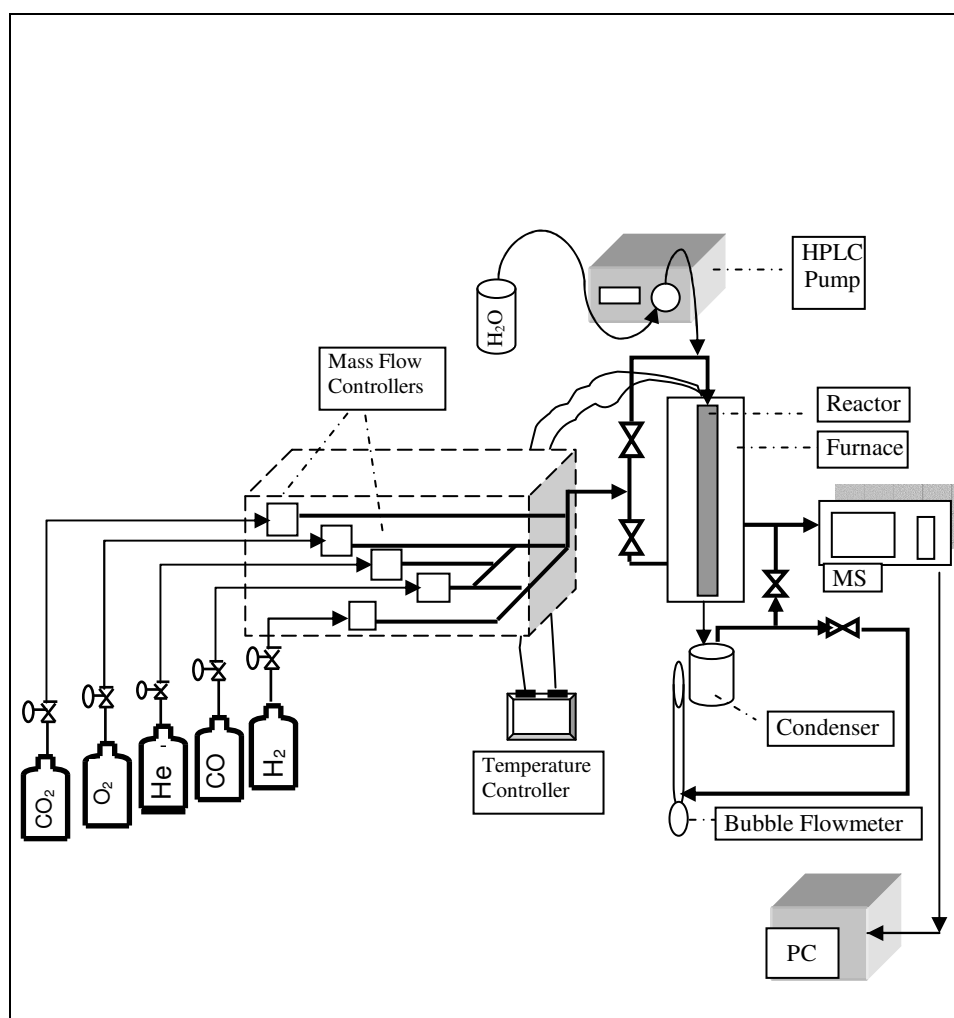 HPLC
Pump
H₂O
Mass Flow
Controllers
Reactor
Furnace
MS
Condenser
Temperature
Controller
Bubble Flowmeter
CO₂
O₂
He
CO
H₂
PC